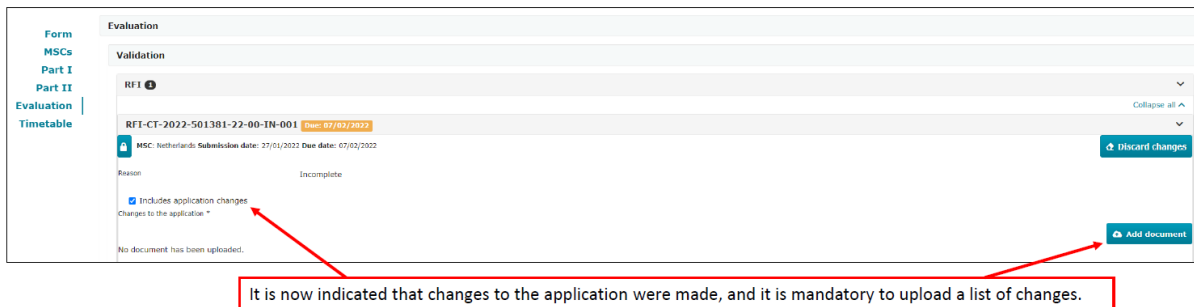 Form
MSCs
Part I
Part II
Evaluation
Timetable
Evaluation
Validation
RFI 1
Collapse all
RFI-CT-2022-501381-22-00-IN-001 Due: 07/02/2022
MSC: Netherlands Submission date: 27/01/2022 Due date: 07/02/2022
Discard changes
Reason Incomplete
Includes application changes
Changes to the application *
Add document
No document has been uploaded.
It is now indicated that changes to the application were made, and it is mandatory to upload a list of changes.